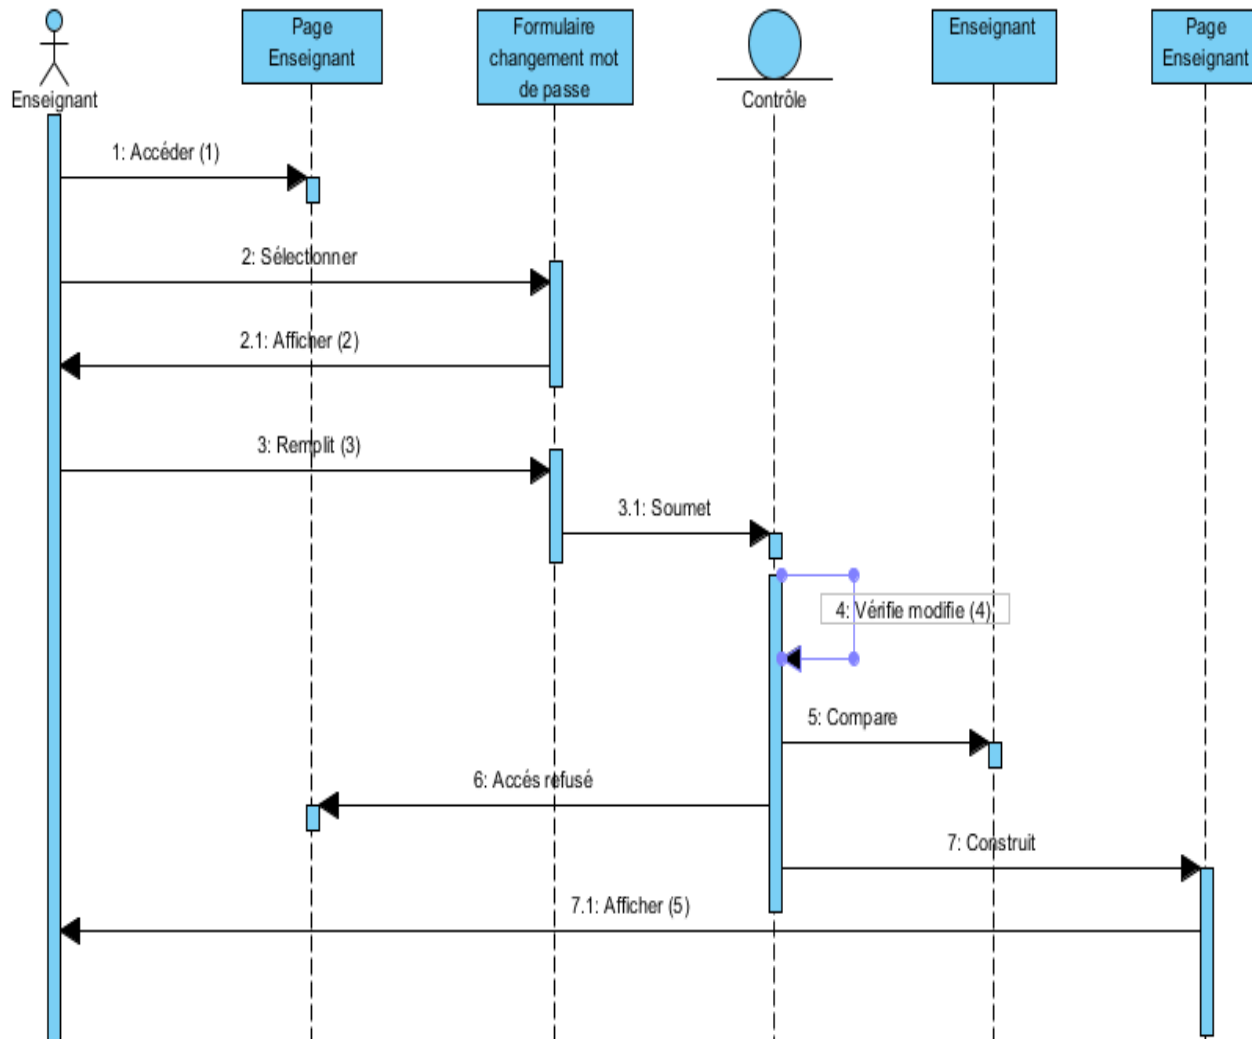 Enseignant
Page
Enseignant
Formulaire
changement mot
de passe
Contrôle
Enseignant
Page
Enseignant
1: Accéder (1)
2: Sélectionner
2.1: Afficher (2)
3: Remplit (3)
3.1: Soumet
4: Vérifie modifie (4)
5: Compare
6: Accés refusé
7: Construit
7.1: Afficher (5)